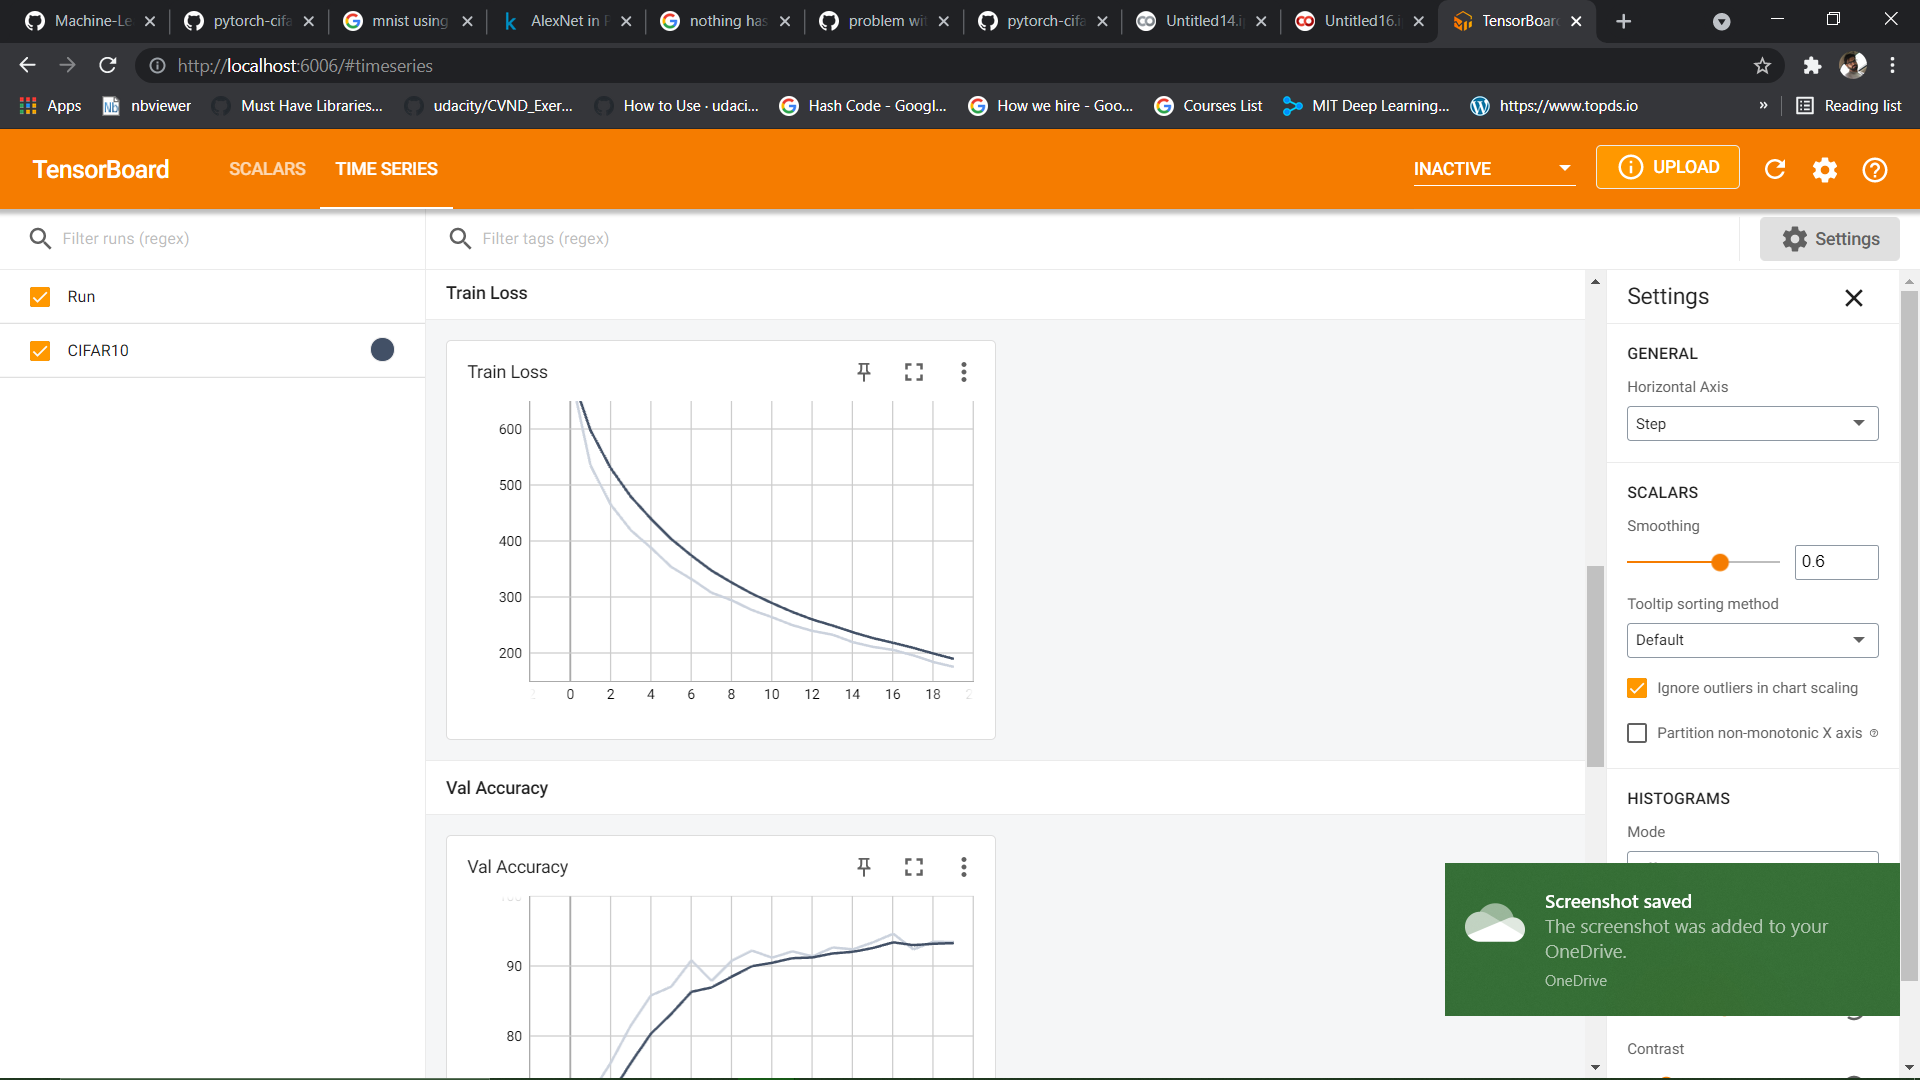 Machine-Le
pytorch-cifa
mnist using
AlexNet in P
nothing has
problem wit
pytorch-cifa
Untitled14.i
Untitled16.i
TensorBoar
http://localhost:6006/#timeseries
Apps
nbviewer
Must Have Libraries...
udacity/CVND_Exer...
How to Use · udaci...
Hash Code - Googl...
How we hire - Goo...
Courses List
MIT Deep Learning...
https://www.topds.io
»
Reading list
TensorBoard
SCALARS
TIME SERIES
INACTIVE
UPLOAD
Filter runs (regex)
Filter tags (regex)
Settings
Run
CIFAR10
Train Loss
Train Loss
600
500
400
300
200
0 2 4 6 8 10 12 14 16 18
Val Accuracy
Val Accuracy
90
80
Settings
GENERAL
Horizontal Axis
Step
SCALARS
Smoothing
0.6
Tooltip sorting method
Default
Ignore outliers in chart scaling
Partition non-monotonic X axis
HISTOGRAMS
Mode
Screenshot saved
The screenshot was added to your
OneDrive.
OneDrive
Contrast